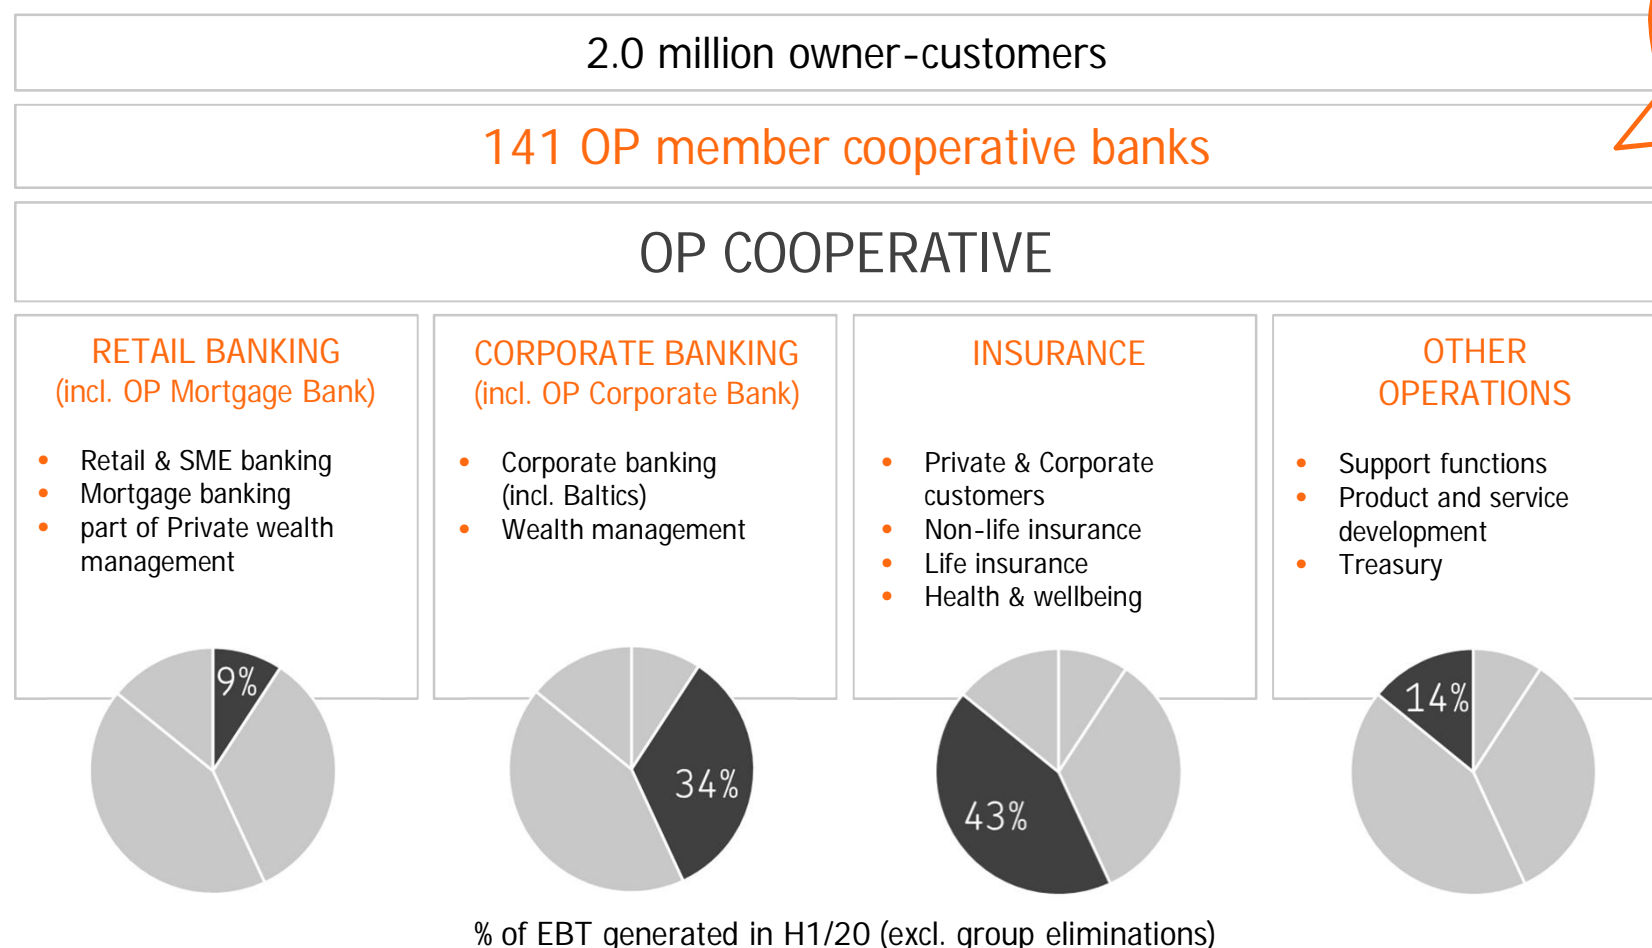 2.0 million owner-customers
141 OP member cooperative banks
OP COOPERATIVE
RETAIL BANKING
(incl. OP Mortgage Bank)
• Retail & SME banking
• Mortgage banking
• part of Private wealth
management
9%
CORPORATE BANKING
(incl. OP Corporate Bank)
• Corporate banking
(incl. Baltics)
• Wealth management
34%
INSURANCE
• Private & Corporate
customers
• Non-life insurance
• Life insurance
• Health & wellbeing
43%
OTHER
OPERATIONS
• Support functions
• Product and service
development
• Treasury
14%
% of EBT generated in H1/20 (excl. group eliminations)